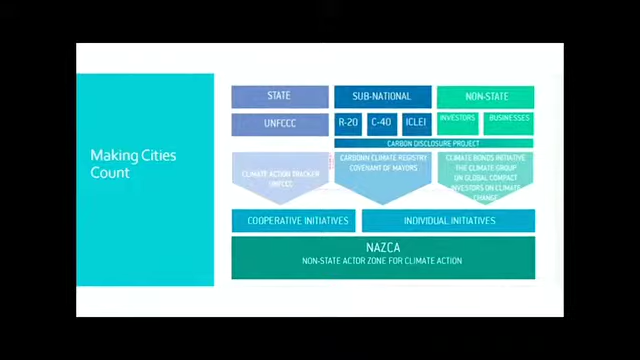 Making Cities
Count
STATE
SUB-NATIONAL
NON-STATE
UNFCCC
R-20
C-40
ICLEI
INVESTORS
BUSINESSES
CARBON DISCLOSURE PROJECT
CLIMATE ACTION TRACKER
UNFCCC
CARBONN CLIMATE REGISTRY
COVENANT OF MAYORS
CLIMATE BONDS INITIATIVE
THE CLIMATE GROUP
ON GLOBAL COMPACT
INVESTORS ON CLIMATE
CHANGE
COOPERATIVE INITIATIVES
INDIVIDUAL INITIATIVES
NAZCA
NON-STATE ACTOR ZONE FOR CLIMATE ACTION